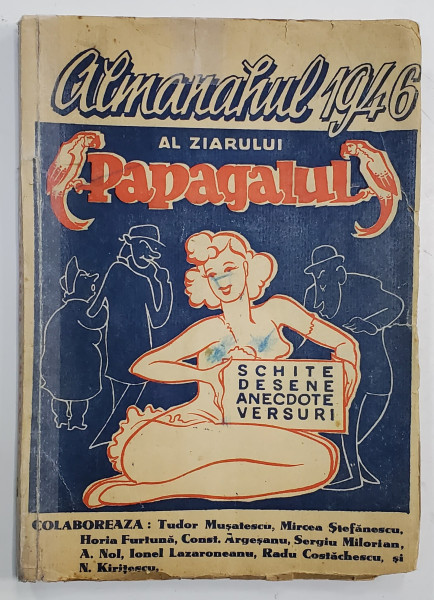 Almanahul 1946
AL ZIARULUI
Papagalul
SCHITE
DESENE
ANECDOTE
VERSURI
COLABOREAZA : Tudor Mușatescu, Mircea Ștefănescu,
Horia Furtună, Const. Argeșanu, Sergiu Milorian,
A. Nol, Ionel Lazaroneanu, Radu Costăchescu, și
N. Kirițescu.